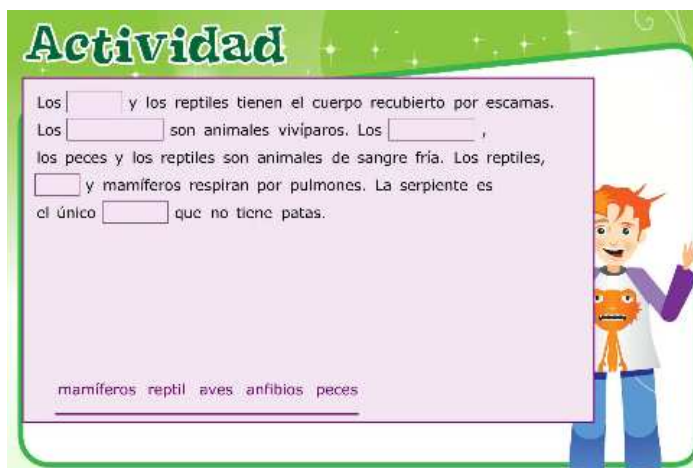 Actividad
Los y los reptiles tienen el cuerpo recubierto por escamas.
Los son animales vivíparos. Los ,
los peces y los reptiles son animales de sangre fría. Los reptiles,
y mamíferos respiran por pulmones. La serpiente es
el único que no tiene patas.
mamíferos reptil aves anfibios peces